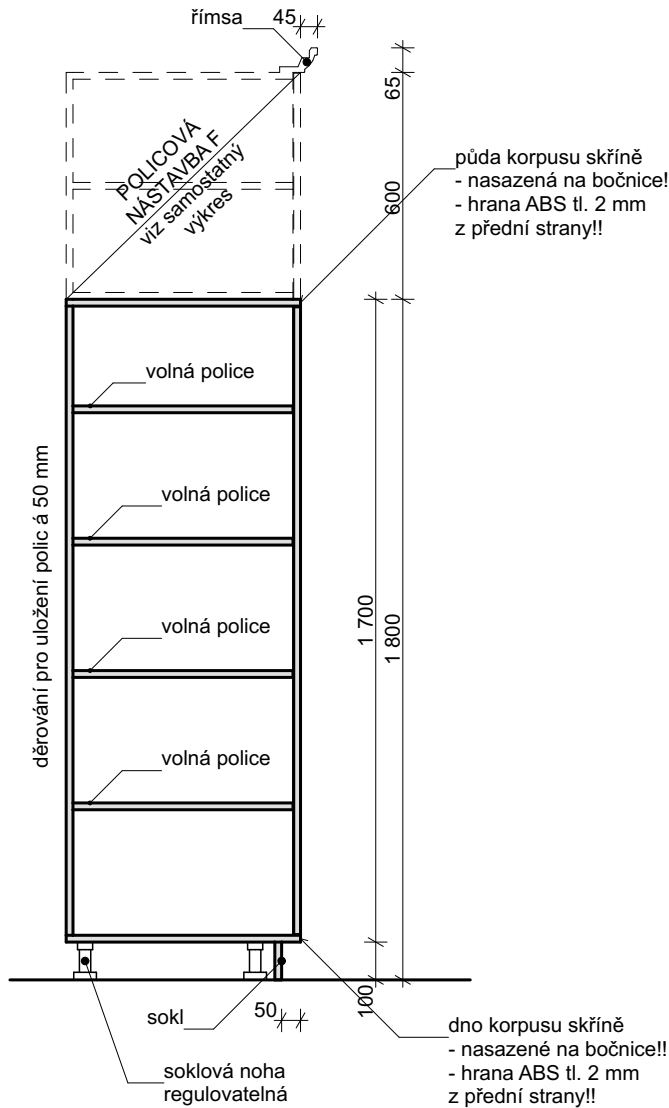 římsa
45
65
POLICOVÁ
NÁSTAVBA F
viz samostatný
výkres
600
půda korpusu skříně
- nasazená na bočnice!
- hrana ABS tl. 2 mm
z přední strany!!
volná police
děrování pro uložení polic á 50 mm
volná police
1 700
1 800
volná police
volná police
sokl
50
100
soklová noha
regulovatelná
dno korpusu skříně
- nasazené na bočnice!!
- hrana ABS tl. 2 mm
z přední strany!!